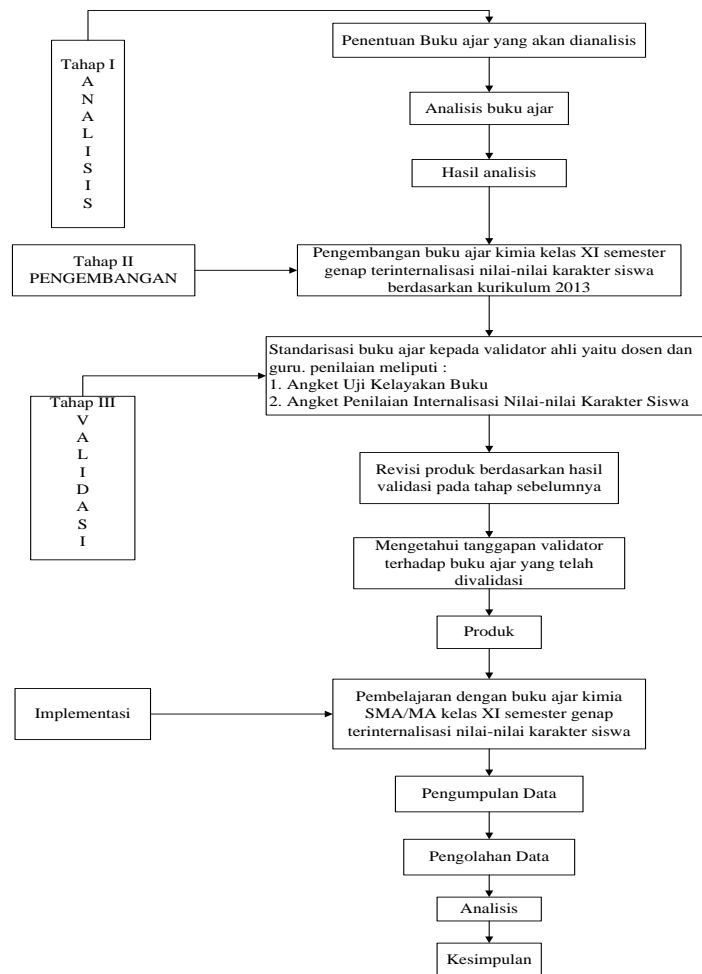 Penentuan Buku ajar yang akan dianalisis
Tahap I
A
N
A
L
I
S
I
S
Analisis buku ajar
Hasil analisis
Tahap II
PENGEMBANGAN
Pengembangan buku ajar kimia kelas XI semester
genap terinternalisasi nilai-nilai karakter siswa
berdasarkan kurikulum 2013
Standarisasi buku ajar kepada validator ahli yaitu dosen dan
guru. penilaian meliputi :
1. Angket Uji Kelayakan Buku
2. Angket Penilaian Internalisasi Nilai-nilai Karakter Siswa
Tahap III
V
A
L
I
D
A
S
I
Revisi produk berdasarkan hasil
validasi pada tahap sebelumnya
Mengetahui tanggapan validator
terhadap buku ajar yang telah
divalidasi
Produk
Implementasi
Pembelajaran dengan buku ajar kimia
SMA/MA kelas XI semester genap
terinternalisasi nilai-nilai karakter siswa
Pengumpulan Data
Pengolahan Data
Analisis
Kesimpulan